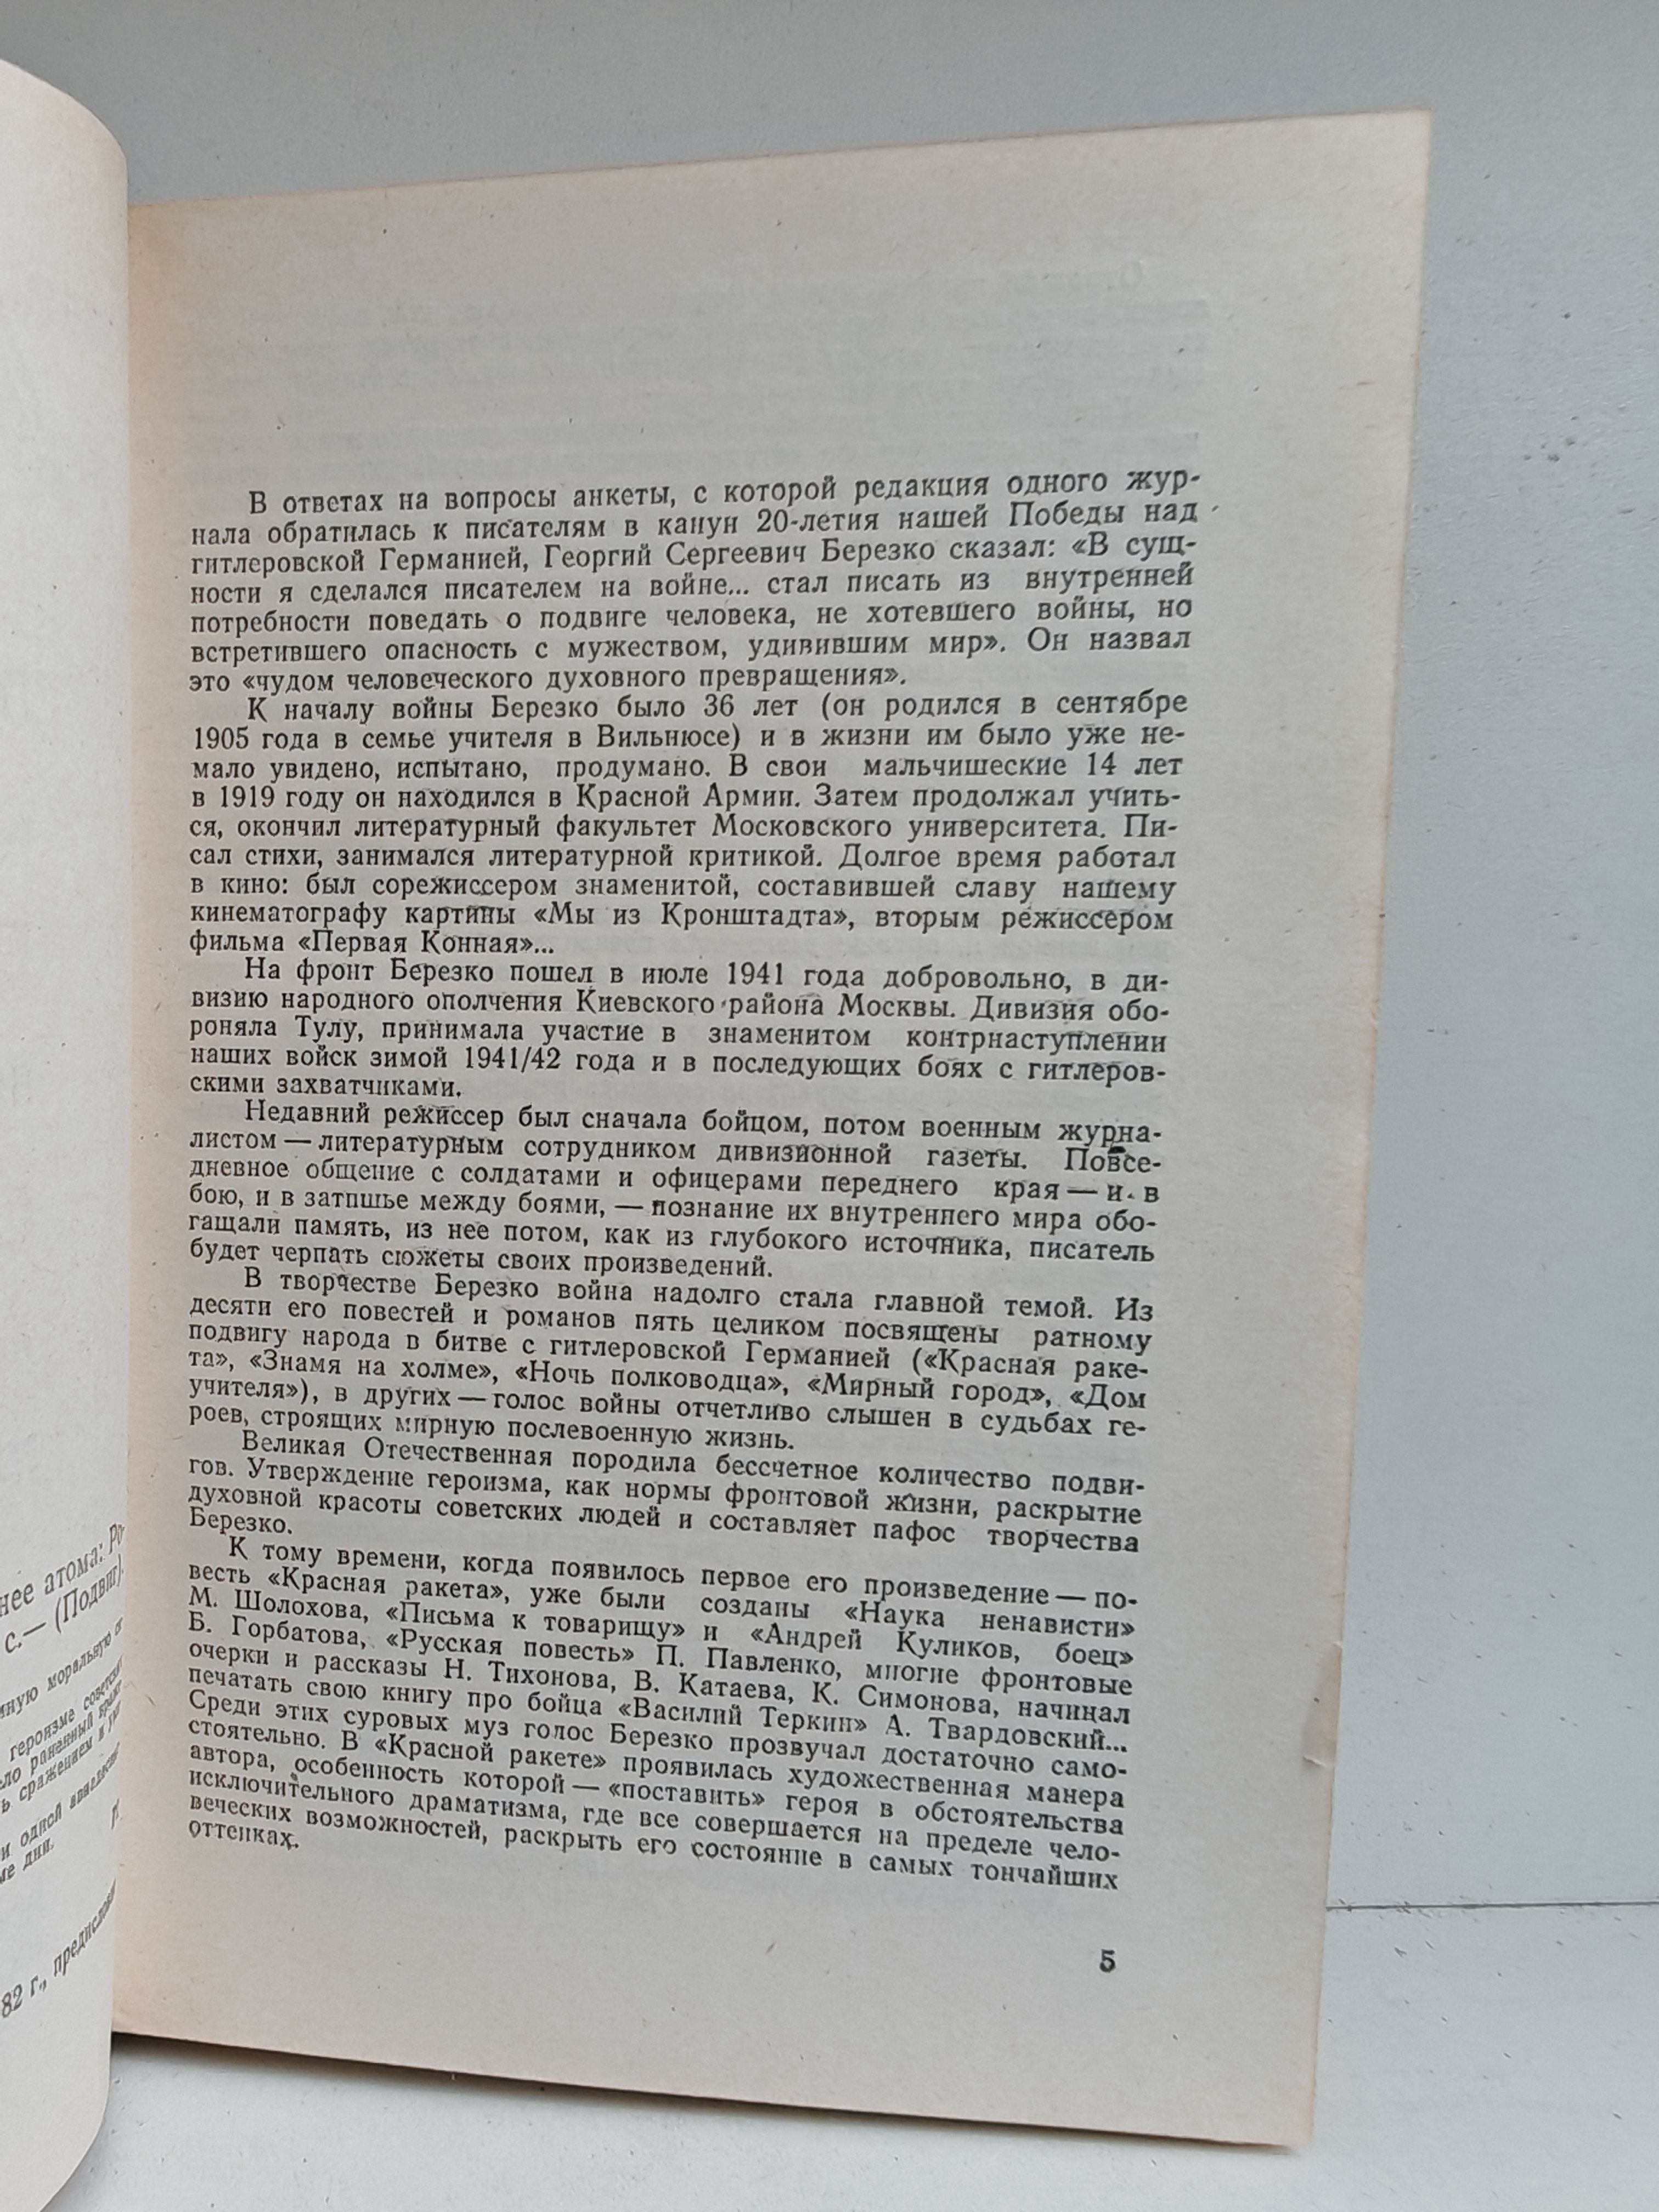 нее атома: Ро
с.— (Подвиг).
ную моральную
героизме советских
ло раненный
ь сражением и
и одной
ме дни.
82 г., предислов
В ответах на вопросы анкеты, с которой редакция одного жур-
нала обратилась к писателям в канун 20-летия нашей Победы над
гитлеровской Германией, Георгий Сергеевич Березко сказал: «В сущ-
ности я сделался писателем на войне... стал писать из внутренней
потребности поведать о подвиге человека, не хотевшего войны, но
встретившего опасность с мужеством, удивившим мир». Он назвал
это «чудом человеческого духовного превращения».
К началу войны Березко было 36 лет (он родился в сентябре
1905 года в семье учителя в Вильнюсе) и в жизни им было уже не-
мало увидено, испытано, продумано. В свои мальчишеские 14 лет
в 1919 году он находился в Красной Армии. Затем продолжал учить-
ся, окончил литературный факультет Московского университета. Пи-
сал стихи, занимался литературной критикой. Долгое время работал
в кино: был сорежиссером знаменитой, составившей славу нашему
кинематографу картины «Мы из Кронштадта», вторым режиссером
фильма «Первая Конная»...
На фронт Березко пошел в июле 1941 года добровольно, в ди-
визию народного ополчения Киевского района Москвы. Дивизия обо-
роняла Тулу, принимала участие в знаменитом контрнаступлении
наших войск зимой 1941/42 года и в последующих боях с гитлеров-
скими захватчиками.
Недавний режиссер был сначала бойцом, потом военным журна-
листом — литературным сотрудником дивизионной газеты. Повсе-
дневное общение с солдатами и офицерами переднего края — и в
бою, и в затишье между боями, — познание их внутреннего мира обо-
гащали память, из нее потом, как из глубокого источника, писатель
будет черпать сюжеты своих произведений.
В творчестве Березко война надолго стала главной темой. Из
десяти его повестей и романов пять целиком посвящены ратному
подвигу народа в битве с гитлеровской Германией («Красная раке-
та», «Знамя на холме», «Ночь полководца», «Мирный город», «Дом
учителя»), в других — голос войны отчетливо слышен в судьбах ге-
роев, строящих мирную послевоенную жизнь.
Великая Отечественная породила бессчетное количество подви-
гов. Утверждение героизма, как нормы фронтовой жизни, раскрытие
духовной красоты советских людей и составляет пафос творчества
Березко.
К тому времени, когда появилось первое его произведение — по-
весть «Красная ракета», уже были созданы «Наука ненависти»
М. Шолохова, «Письма к товарищу» и «Андрей Куликов, боец»
Б. Горбатова, «Русская повесть» П. Павленко, многие фронтовые
очерки и рассказы Н. Тихонова, В. Катаева, К. Симонова, начинал
печатать свою книгу про бойца «Василий Теркин» А. Твардовский...
Среди этих суровых муз голос Березко прозвучал достаточно само-
стоятельно. В «Красной ракете» проявилась художественная манера
автора, особенность которой — «поставить» героя в обстоятельства
исключительного драматизма, где все совершается на пределе чело-
веческих возможностей, раскрыть его состояние в самых тончайших
оттенках.
5